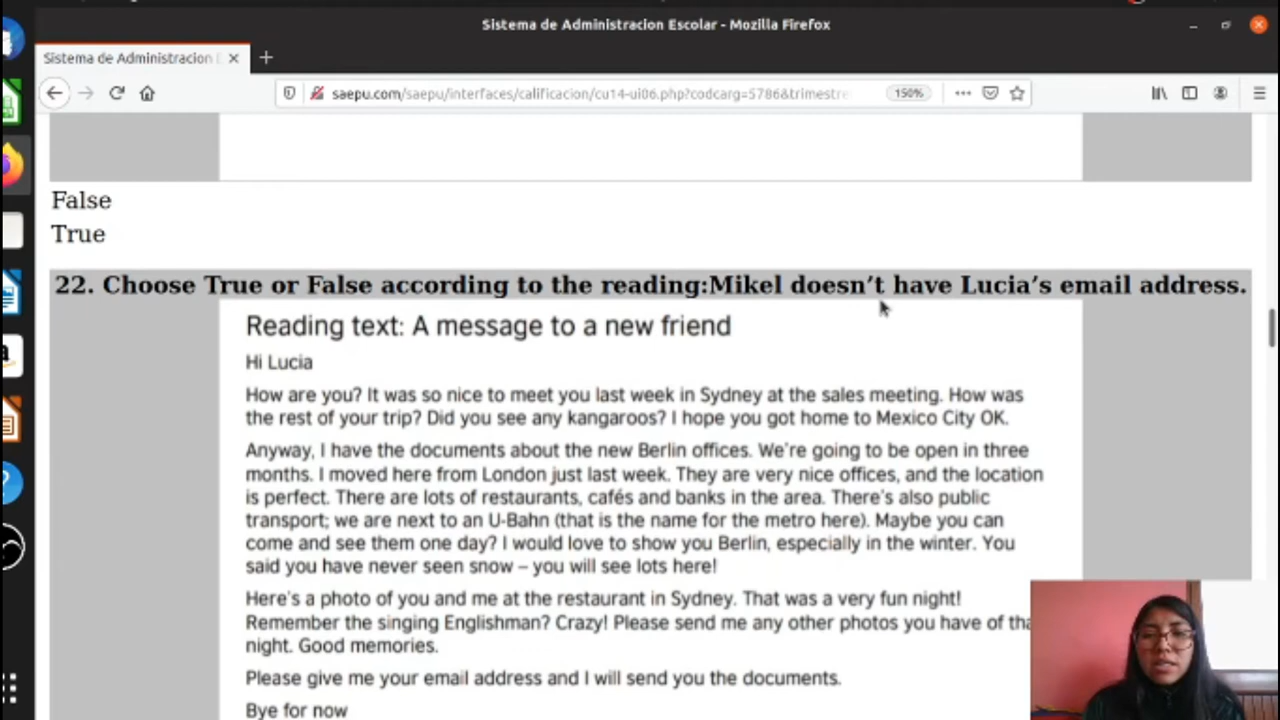 Sistema de Administracion Escolar - Mozilla Firefox
Sistema de Administracion
saepu.com/saepu/interfaces/calificacion/cu14-ui06.php?codcarg=5786&trimestre
150%
False
True
22. Choose True or False according to the reading:Mikel doesn't have Lucia's email address.
Reading text: A message to a new friend
Hi Lucia
How are you? It was so nice to meet you last week in Sydney at the sales meeting. How was
the rest of your trip? Did you see any kangaroos? I hope you got home to Mexico City OK.
Anyway, I have the documents about the new Berlin offices. We're going to be open in three
months. I moved here from London just last week. They are very nice offices, and the location
is perfect. There are lots of restaurants, cafés and banks in the area. There's also public
transport; we are next to an U-Bahn (that is the name for the metro here). Maybe you can
come and see them one day? I would love to show you Berlin, especially in the winter. You
said you have never seen snow – you will see lots here!
Here's a photo of you and me at the restaurant in Sydney. That was a very fun night!
Remember the singing Englishman? Crazy! Please send me any other photos you have of
night. Good memories.
Please give me your email address and I will send you the documents.
Bye for now